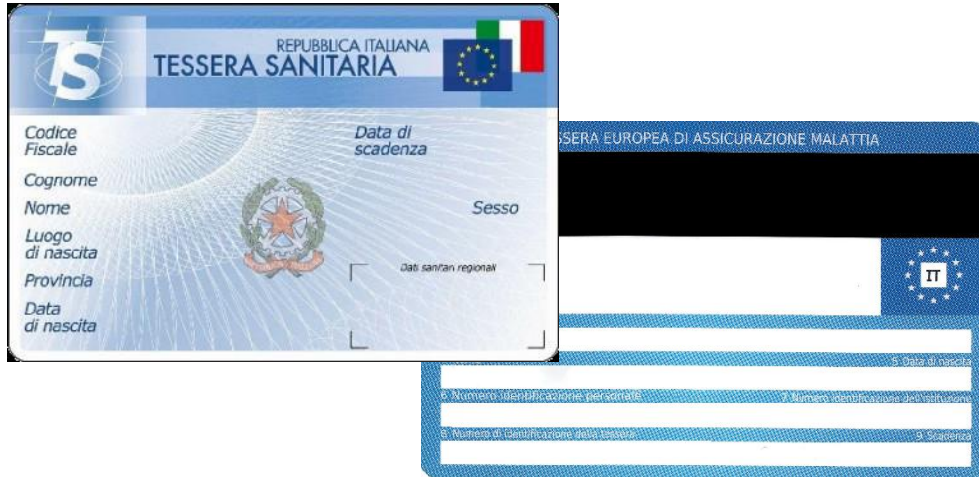 TS
REPUBBLICA ITALIANA
TESSERA SANITARIA
Codice
Fiscale
Data di
scadenza
Cognome
Nome
Sesso
Luogo
di nascita
Dati sanitari regionali
Provincia
Data
di nascita
SSERA EUROPEA DI ASSICURAZIONE MALATTIA
IT
5 Data di nascita
6 Numero identificazione personale
7 Numero identificazione dell'istituzione
8 Numero di identificazione della tessera
9 Scadenza